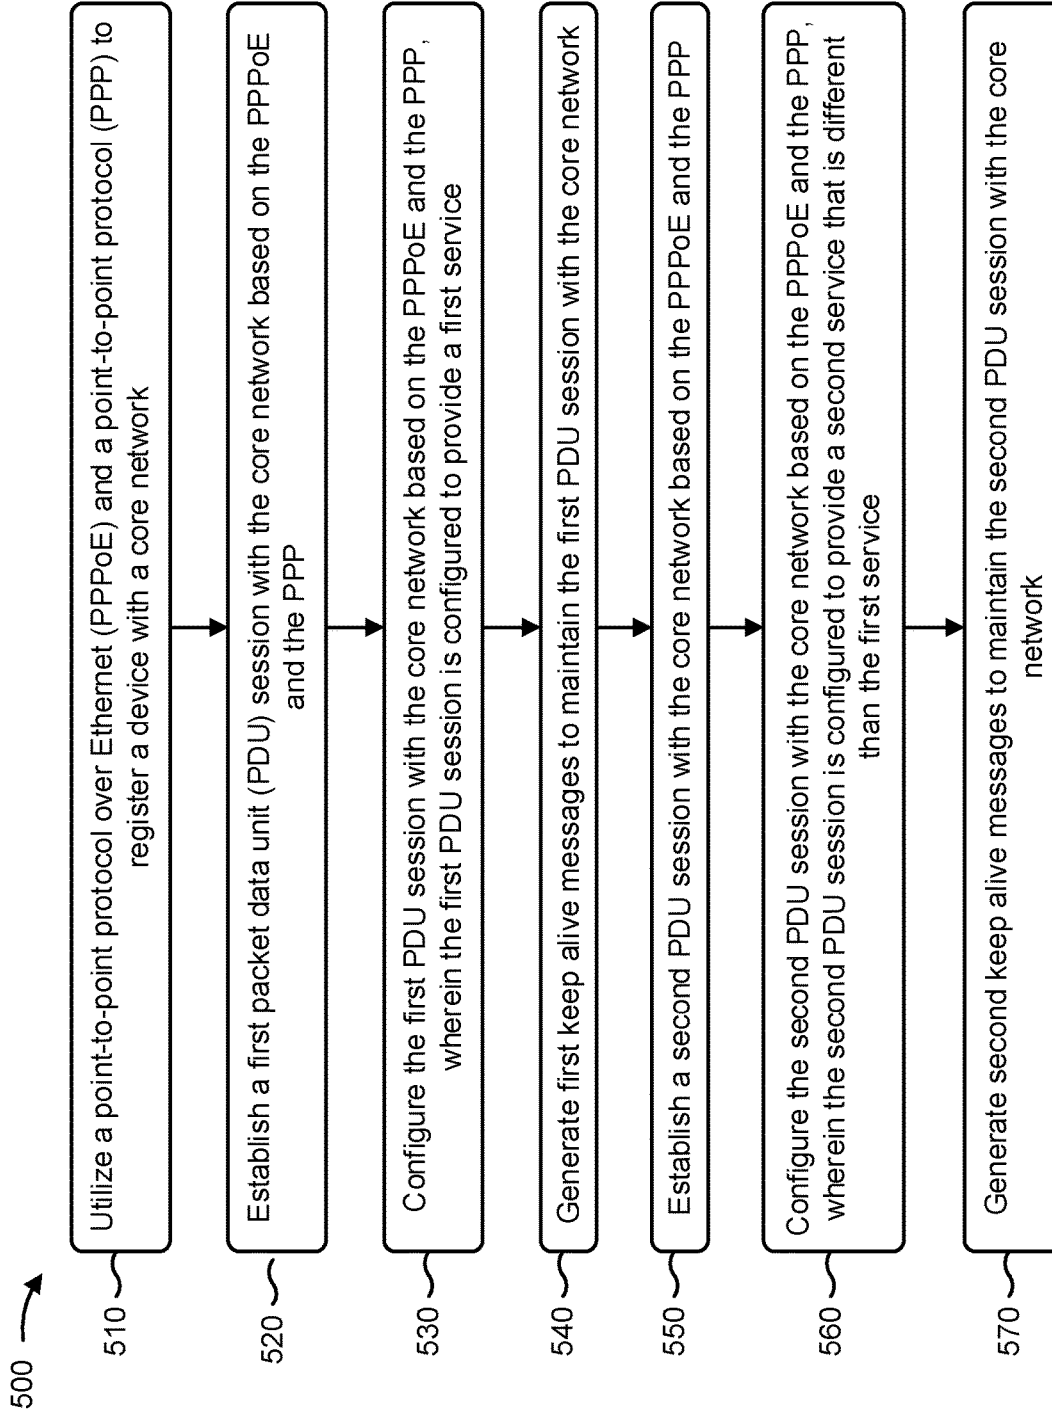 500
510
Utilize a point-to-point protocol over Ethernet (PPPoE) and a point-to-point protocol (PPP) to
register a device with a core network
520
Establish a first packet data unit (PDU) session with the core network based on the PPPoE
and the PPP
530
Configure the first PDU session with the core network based on the PPPoE and the PPP,
wherein the first PDU session is configured to provide a first service
540
Generate first keep alive messages to maintain the first PDU session with the core network
550
Establish a second PDU session with the core network based on the PPPoE and the PPP
560
Configure the second PDU session with the core network based on the PPPoE and the PPP,
wherein the second PDU session is configured to provide a second service that is different
than the first service
570
Generate second keep alive messages to maintain the second PDU session with the core
network